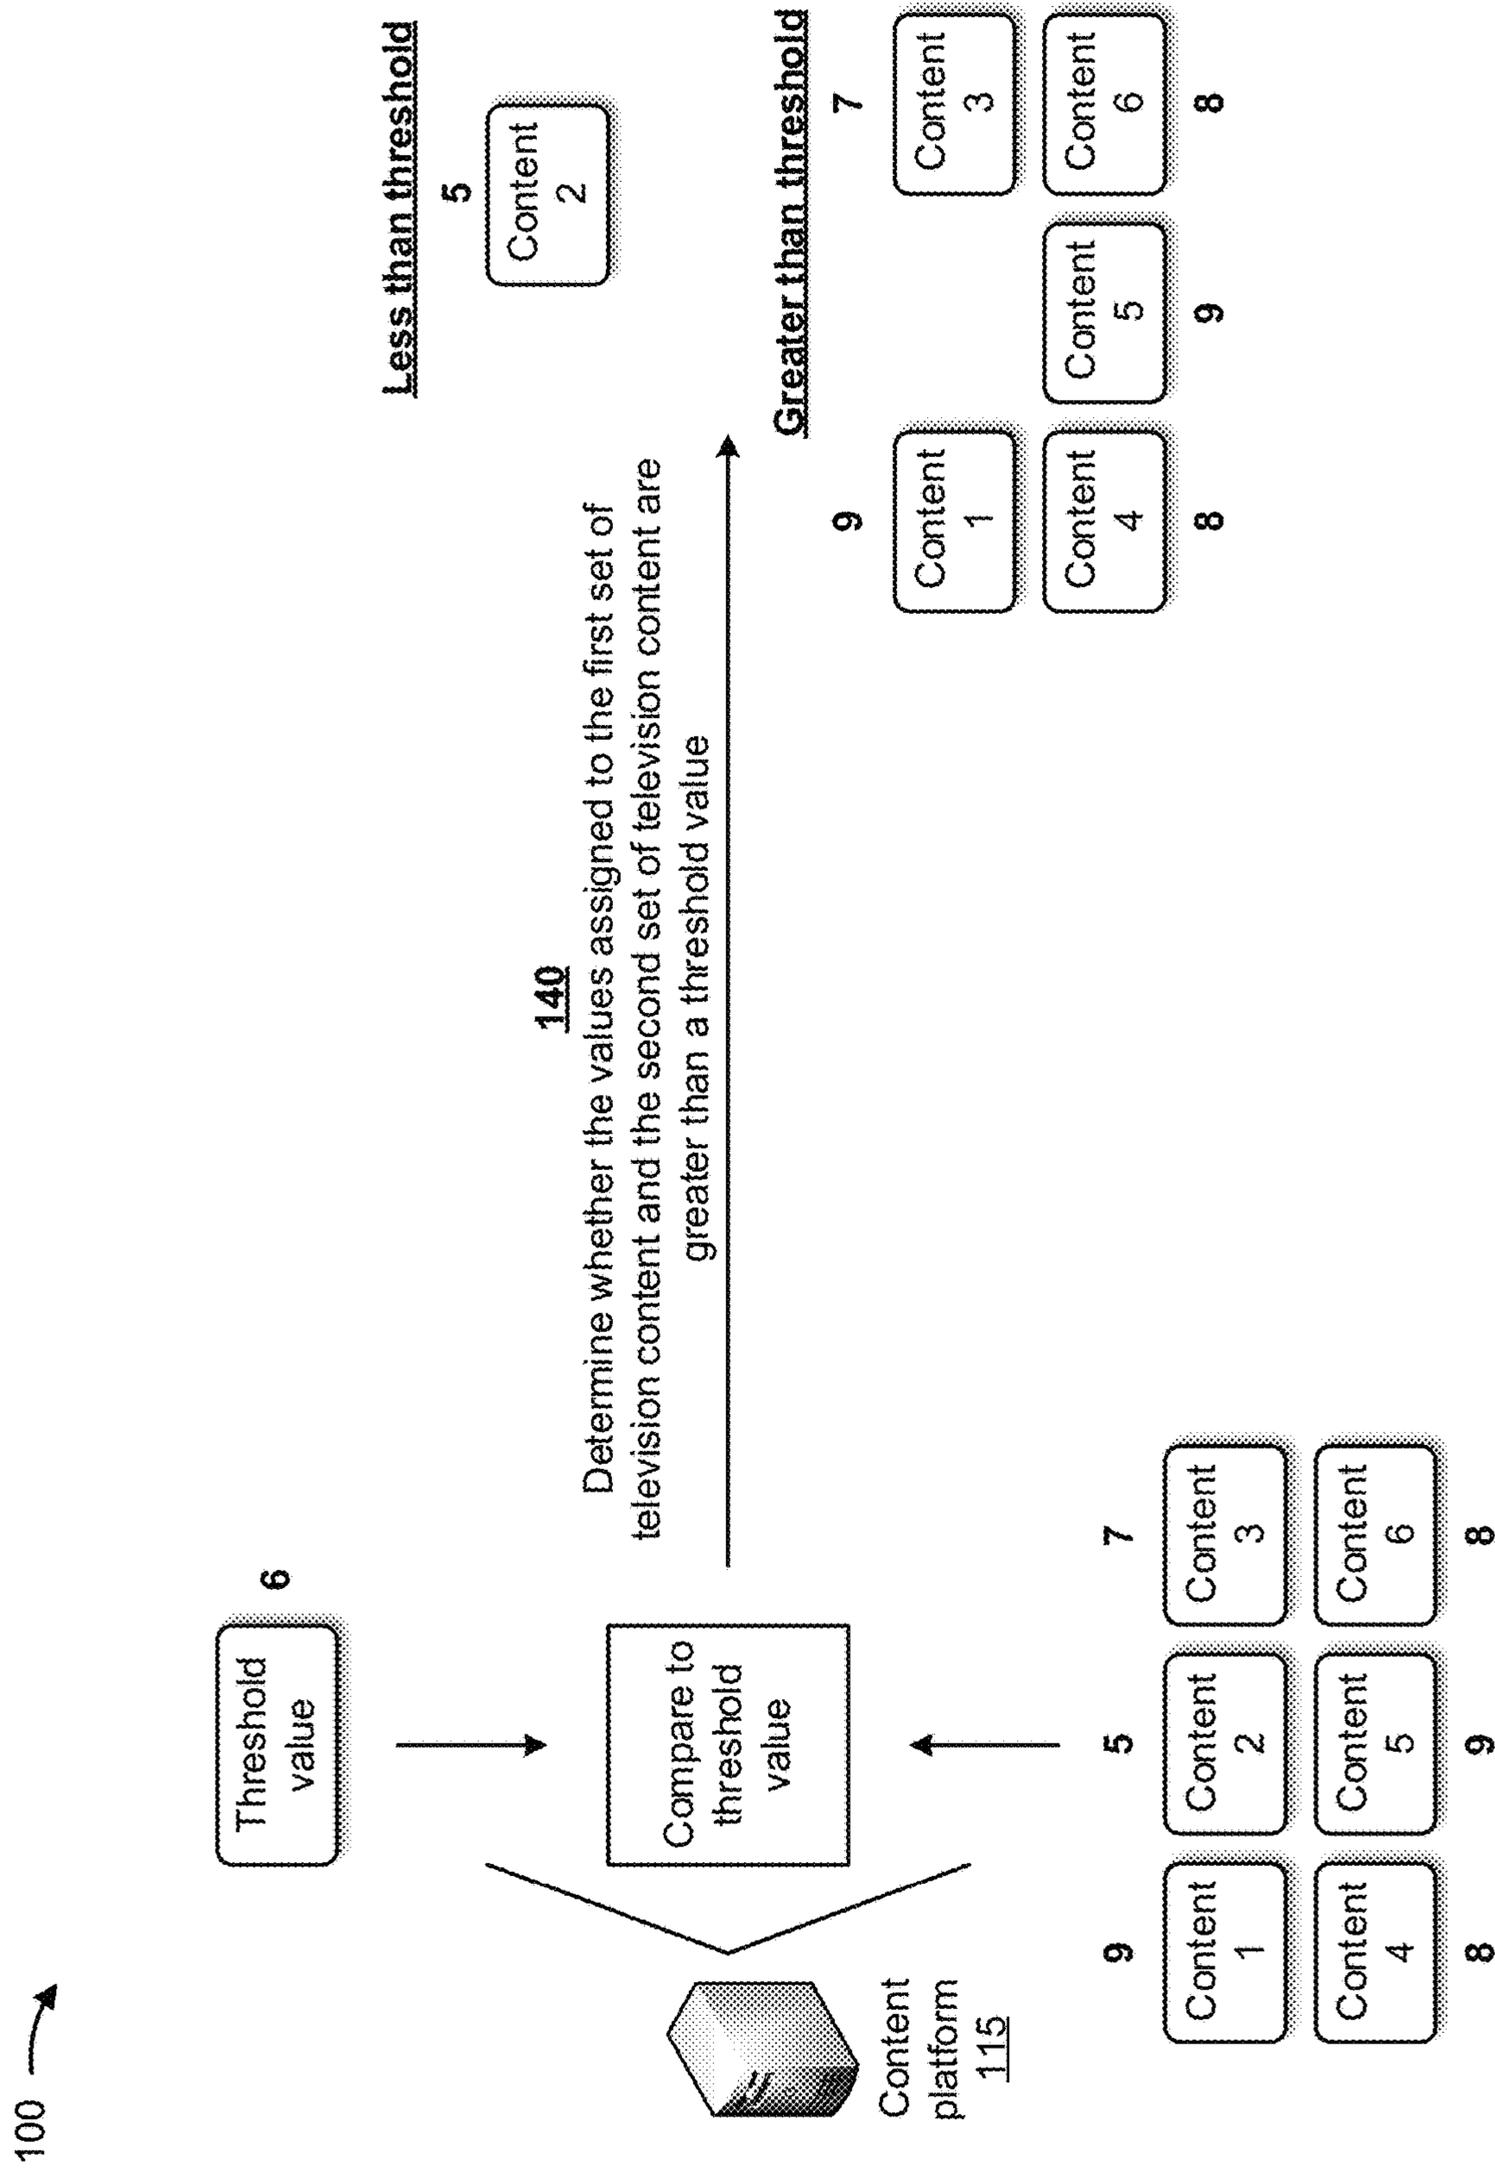 100
Threshold
value
6
Compare to
threshold
value
Content
platform
115
9
5
7
Content
1
Content
2
Content
3
Content
4
Content
5
Content
6
8
9
8
140
Determine whether the values assigned to the first set of
television content and the second set of television content are
greater than a threshold value
Less than threshold
5
Content
2
Greater than threshold
9
7
Content
1
Content
3
Content
4
Content
5
Content
6
8
9
8